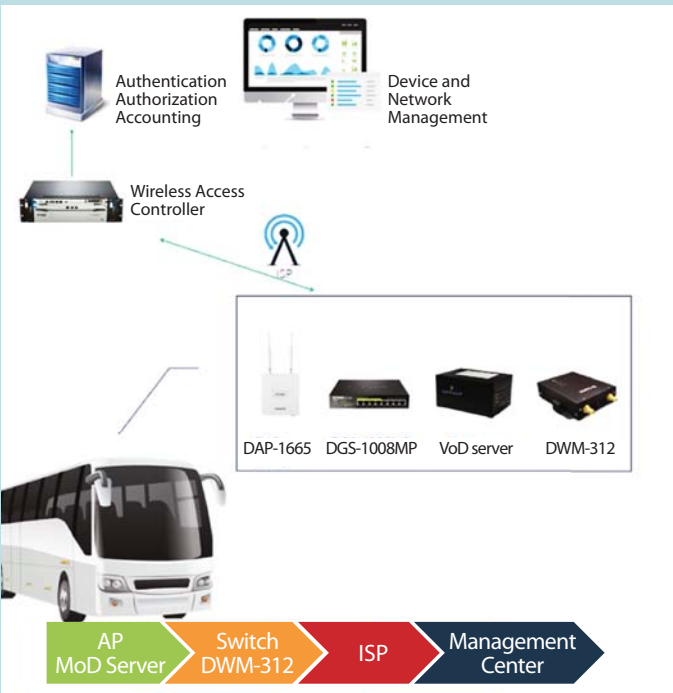 Authentication
Authorization
Accounting
Device and
Network
Management
Wireless Access
Controller
ISP
DAP-1665
DGS-1008MP
VoD server
DWM-312
AP
MoD Server
Switch
DWM-312
ISP
Management
Center